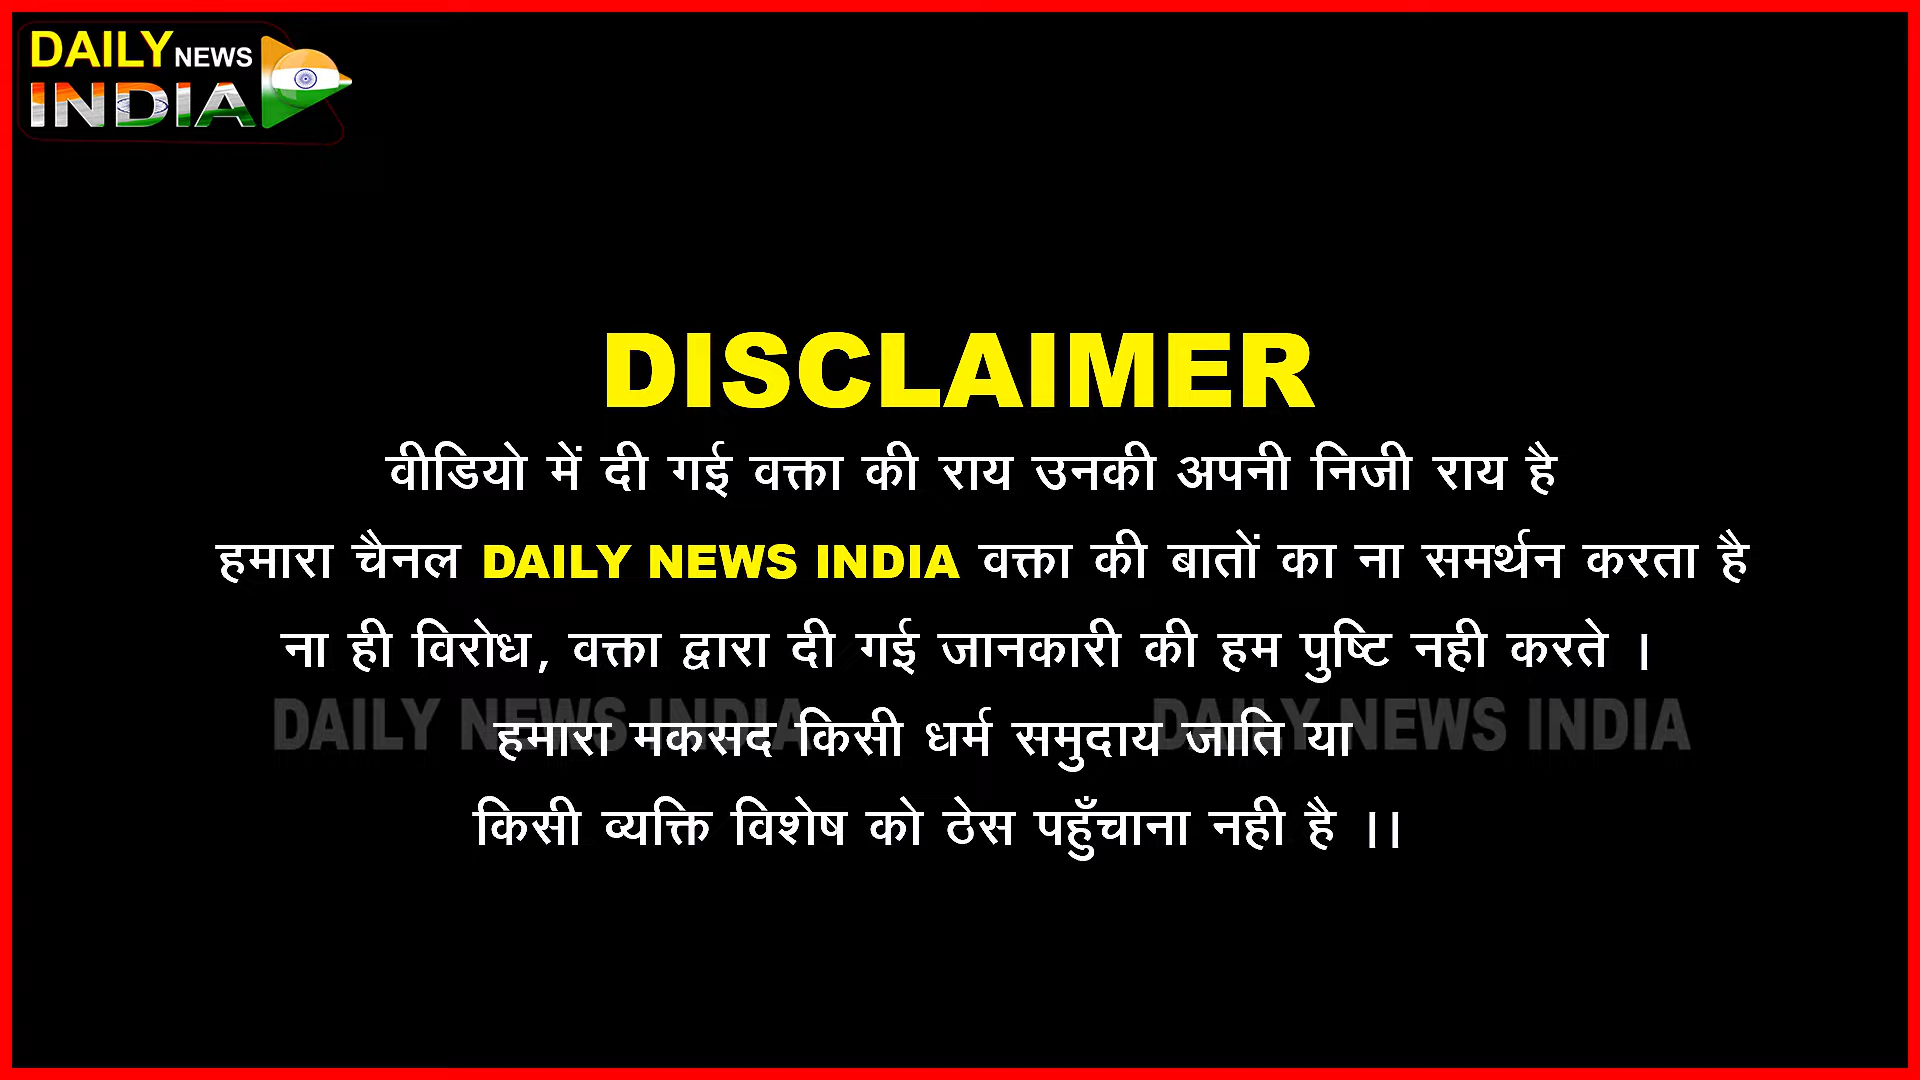 DAILY NEWS
INDIA
DISCLAIMER
वीडियो में दी गई वक्ता की राय उनकी अपनी निजी राय है
हमारा चैनल DAILY NEWS INDIA वक्ता की बातों का ना समर्थन करता है
ना ही विरोध, वक्ता द्वारा दी गई जानकारी की हम पुष्टि नही करते ।
DAILY NEWS INDIA DAILY NEWS INDIA
हमारा मकसद किसी धर्म समुदाय जाति या
किसी व्यक्ति विशेष को ठेस पहुँचाना नही है ।।